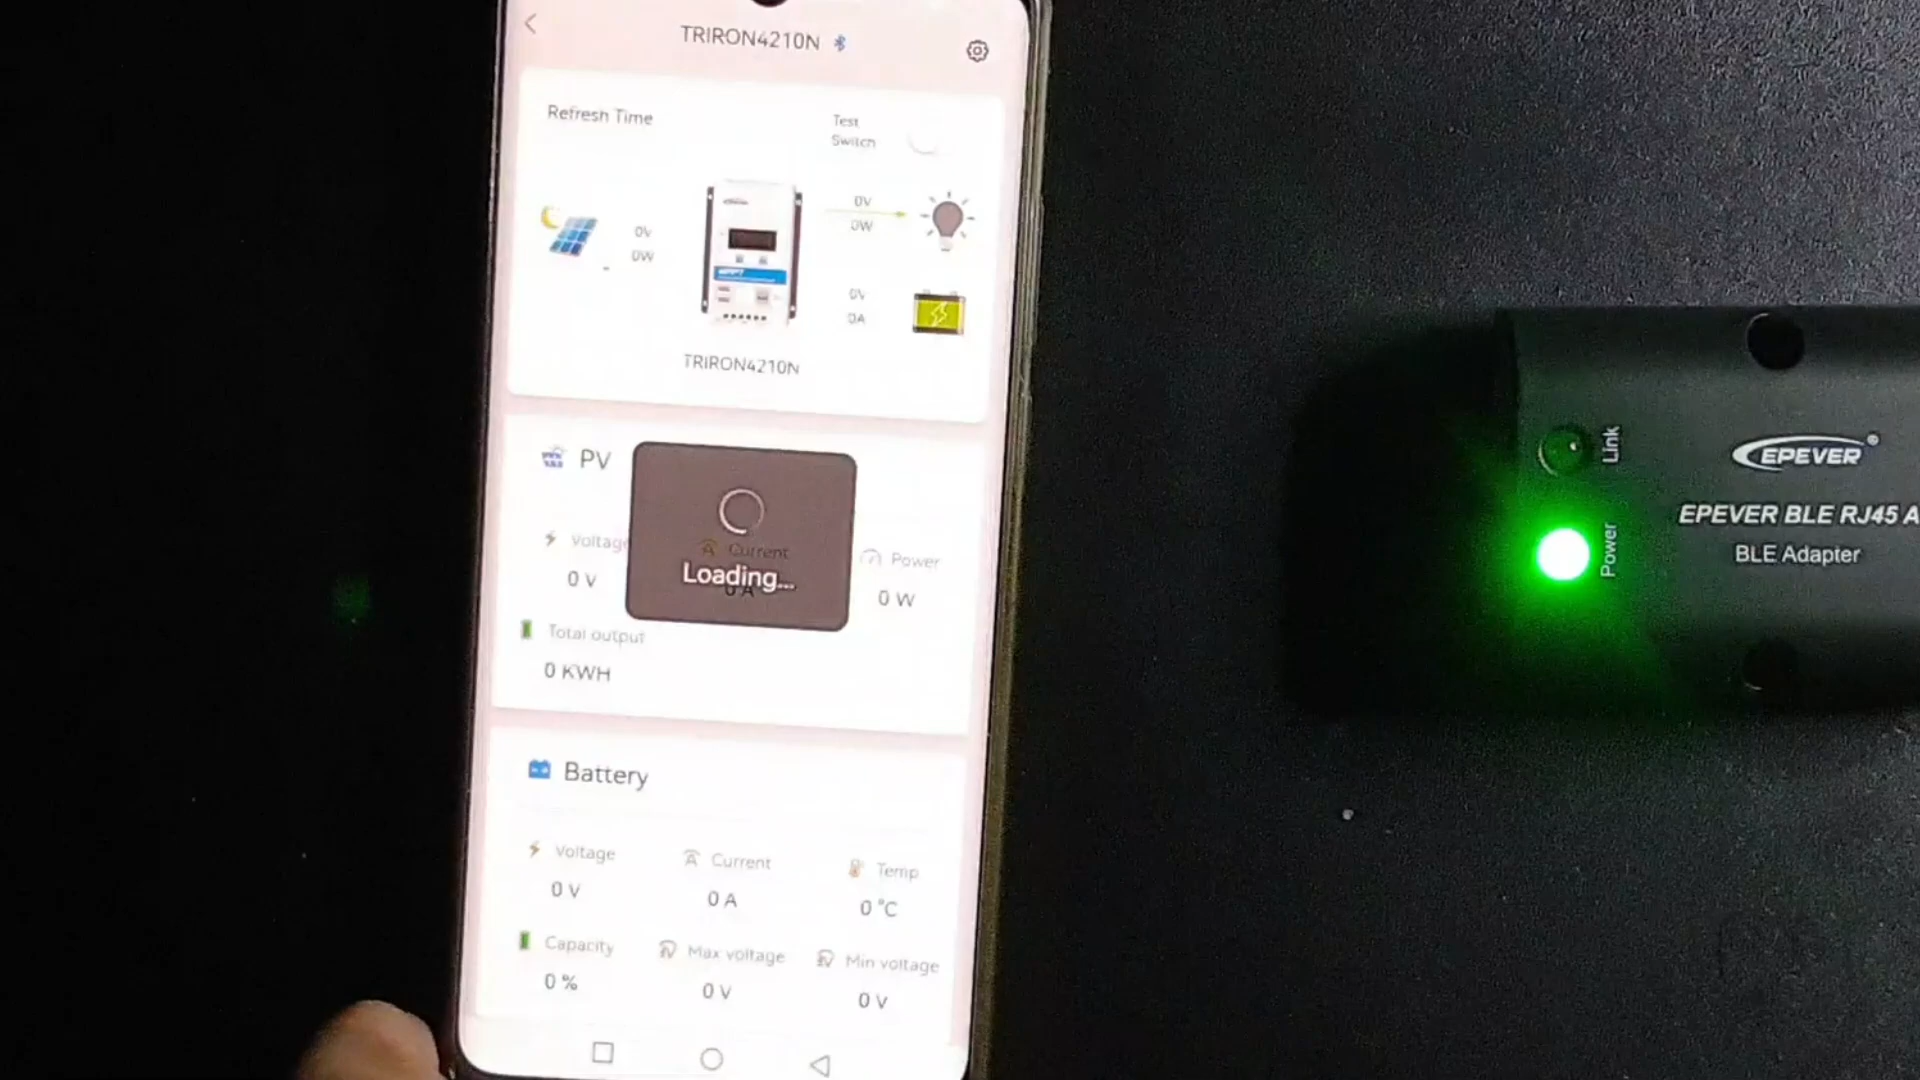 TRIRON4210N
Refresh Time
Test
Switch
0V
0W
0V
0W
0V
0A
TRIRON4210N
PV
Voltage
Current
Power
0 V
0 A
0 W
Loading...
Total output
0 KWH
Battery
Voltage
Current
Temp
0 V
0 A
0 °C
Capacity
Max voltage
Min voltage
0 %
0 V
0 V
Link
Power
EPEVER®
EPEVER BLE RJ45 A
BLE Adapter